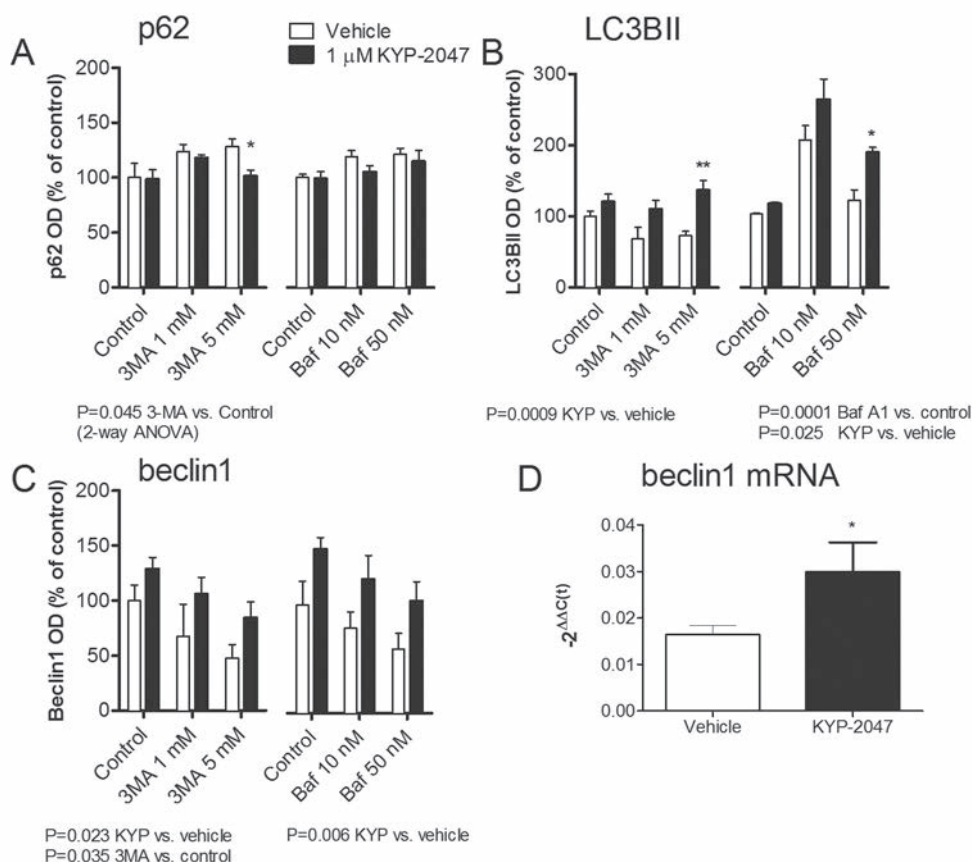 A
p62
Vehicle
1 μM KYP-2047
p62 OD (% of control)
200
150
100
50
0
Control
3MA 1 mM
3MA 5 mM
*
Control
Baf 10 nM
Baf 50 nM
P=0.045 3-MA vs. Control
(2-way ANOVA)
B
LC3BII
LC3BII OD (% of control)
300
200
100
0
**
*
Control
3MA 1 mM
3MA 5 mM
Control
Baf 10 nM
Baf 50 nM
P=0.0009 KYP vs. vehicle
P=0.0001 Baf A1 vs. control
P=0.025 KYP vs. vehicle
C
beclin1
Beclin1 OD (% of control)
200
150
100
50
0
Control
3MA 1 mM
3MA 5 mM
Control
Baf 10 nM
Baf 50 nM
P=0.023 KYP vs. vehicle
P=0.035 3MA vs. control
P=0.006 KYP vs. vehicle
D
beclin1 mRNA
-2^ΔΔC(t)
0.04
0.03
0.02
0.01
0.00
*
Vehicle
KYP-2047